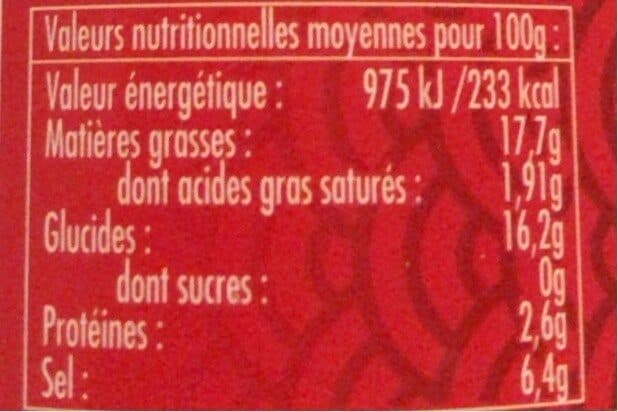 Valeurs nutritionnelles moyennes pour 100g :
Valeur énergétique : 975 kJ /233 kcal
Matières grasses : 17,7g
dont acides gras saturés : 1,91g
Glucides : 16,2g
dont sucres : 0g
Protéines : 2,6g
Sel : 6,4g